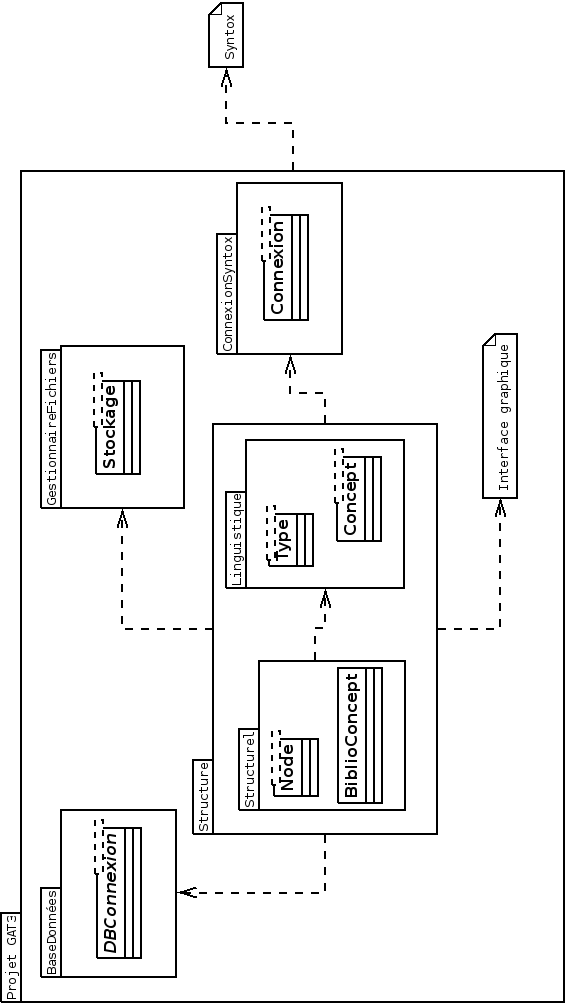 Projet GAT3
BaseDonnées
DBConnexion
GestionnaireFichiers
Stockage
Structure
Structurel
Node
BiblioConcept
Linguistique
Type
Concept
ConnexionSyntox
Connexion
Interface graphique
Syntox